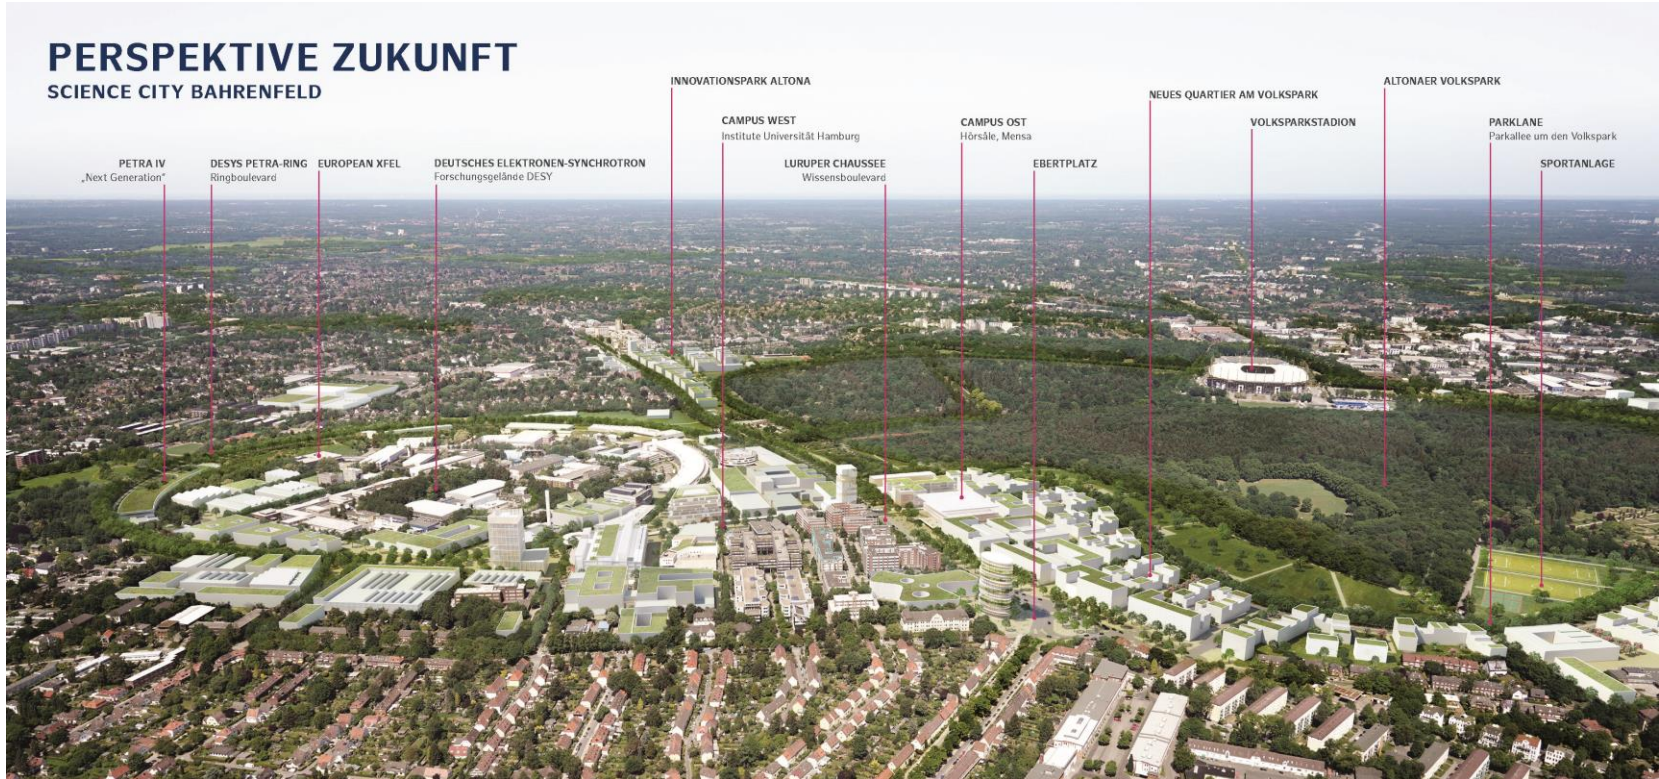 PERSPEKTIVE ZUKUNFT
SCIENCE CITY BAHRENFELD
PETRA IV
„Next Generation“
DESYS PETRA-RING
Ringboulevard
EUROPEAN XFEL
DEUTSCHES ELEKTRONEN-SYNCHROTRON
Forschungsgelände DESY
INNOVATIONSPARK ALTONA
CAMPUS WEST
Institute Universität Hamburg
LURUPER CHAUSSEE
Wissensboulevard
CAMPUS OST
Hörsäle, Mensa
EBERTPLATZ
NEUES QUARTIER AM VOLKSPARK
VOLKSPARKSTADION
ALTONAER VOLKSPARK
PARKLANE
Parkallee um den Volkspark
SPORTANLAGE